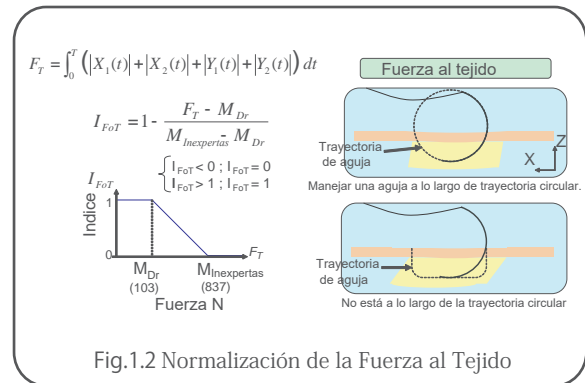 F_T = ∫_0^T (|X_1(t)| + |X_2(t)| + |Y_1(t)| + |Y_2(t)|) dt
I_FoT = 1 - (F_T - M_Dr) / (M_Inexpertas - M_Dr)
I_FoT < 0 ; I_FoT = 0
I_FoT > 1 ; I_FoT = 1
I_FoT
Indice
1
0
F_T
M_Dr
M_Inexpertas
(103)
(837)
Fuerza N
Fuerza al tejido
Trayectoria
de aguja
Z
X
Manejar una aguja a lo largo de trayectoria circular.
Trayectoria
de aguja
No está a lo largo de la trayectoria circular
Fig.1.2 Normalización de la Fuerza al Tejido